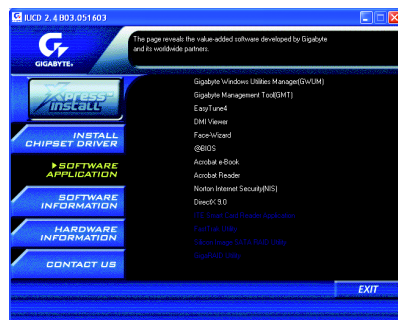 IUCD 2.4 B03.051603
GIGABYTE
The page reveals the value-added software developed by Gigabyte
and its worldwide partners.
Xpress
Install
INSTALL
CHIPSET DRIVER
SOFTWARE
APPLICATION
SOFTWARE
INFORMATION
HARDWARE
INFORMATION
CONTACT US
Gigabyte Windows Utilities Manager(GWUM)
Gigabyte Management Tool(GMT)
EasyTune4
DMI Viewer
Face-Wizard
@BIOS
Acrobat e-Book
Acrobat Reader
Norton Internet Security(NIS)
DirectX 9.0
EXIT